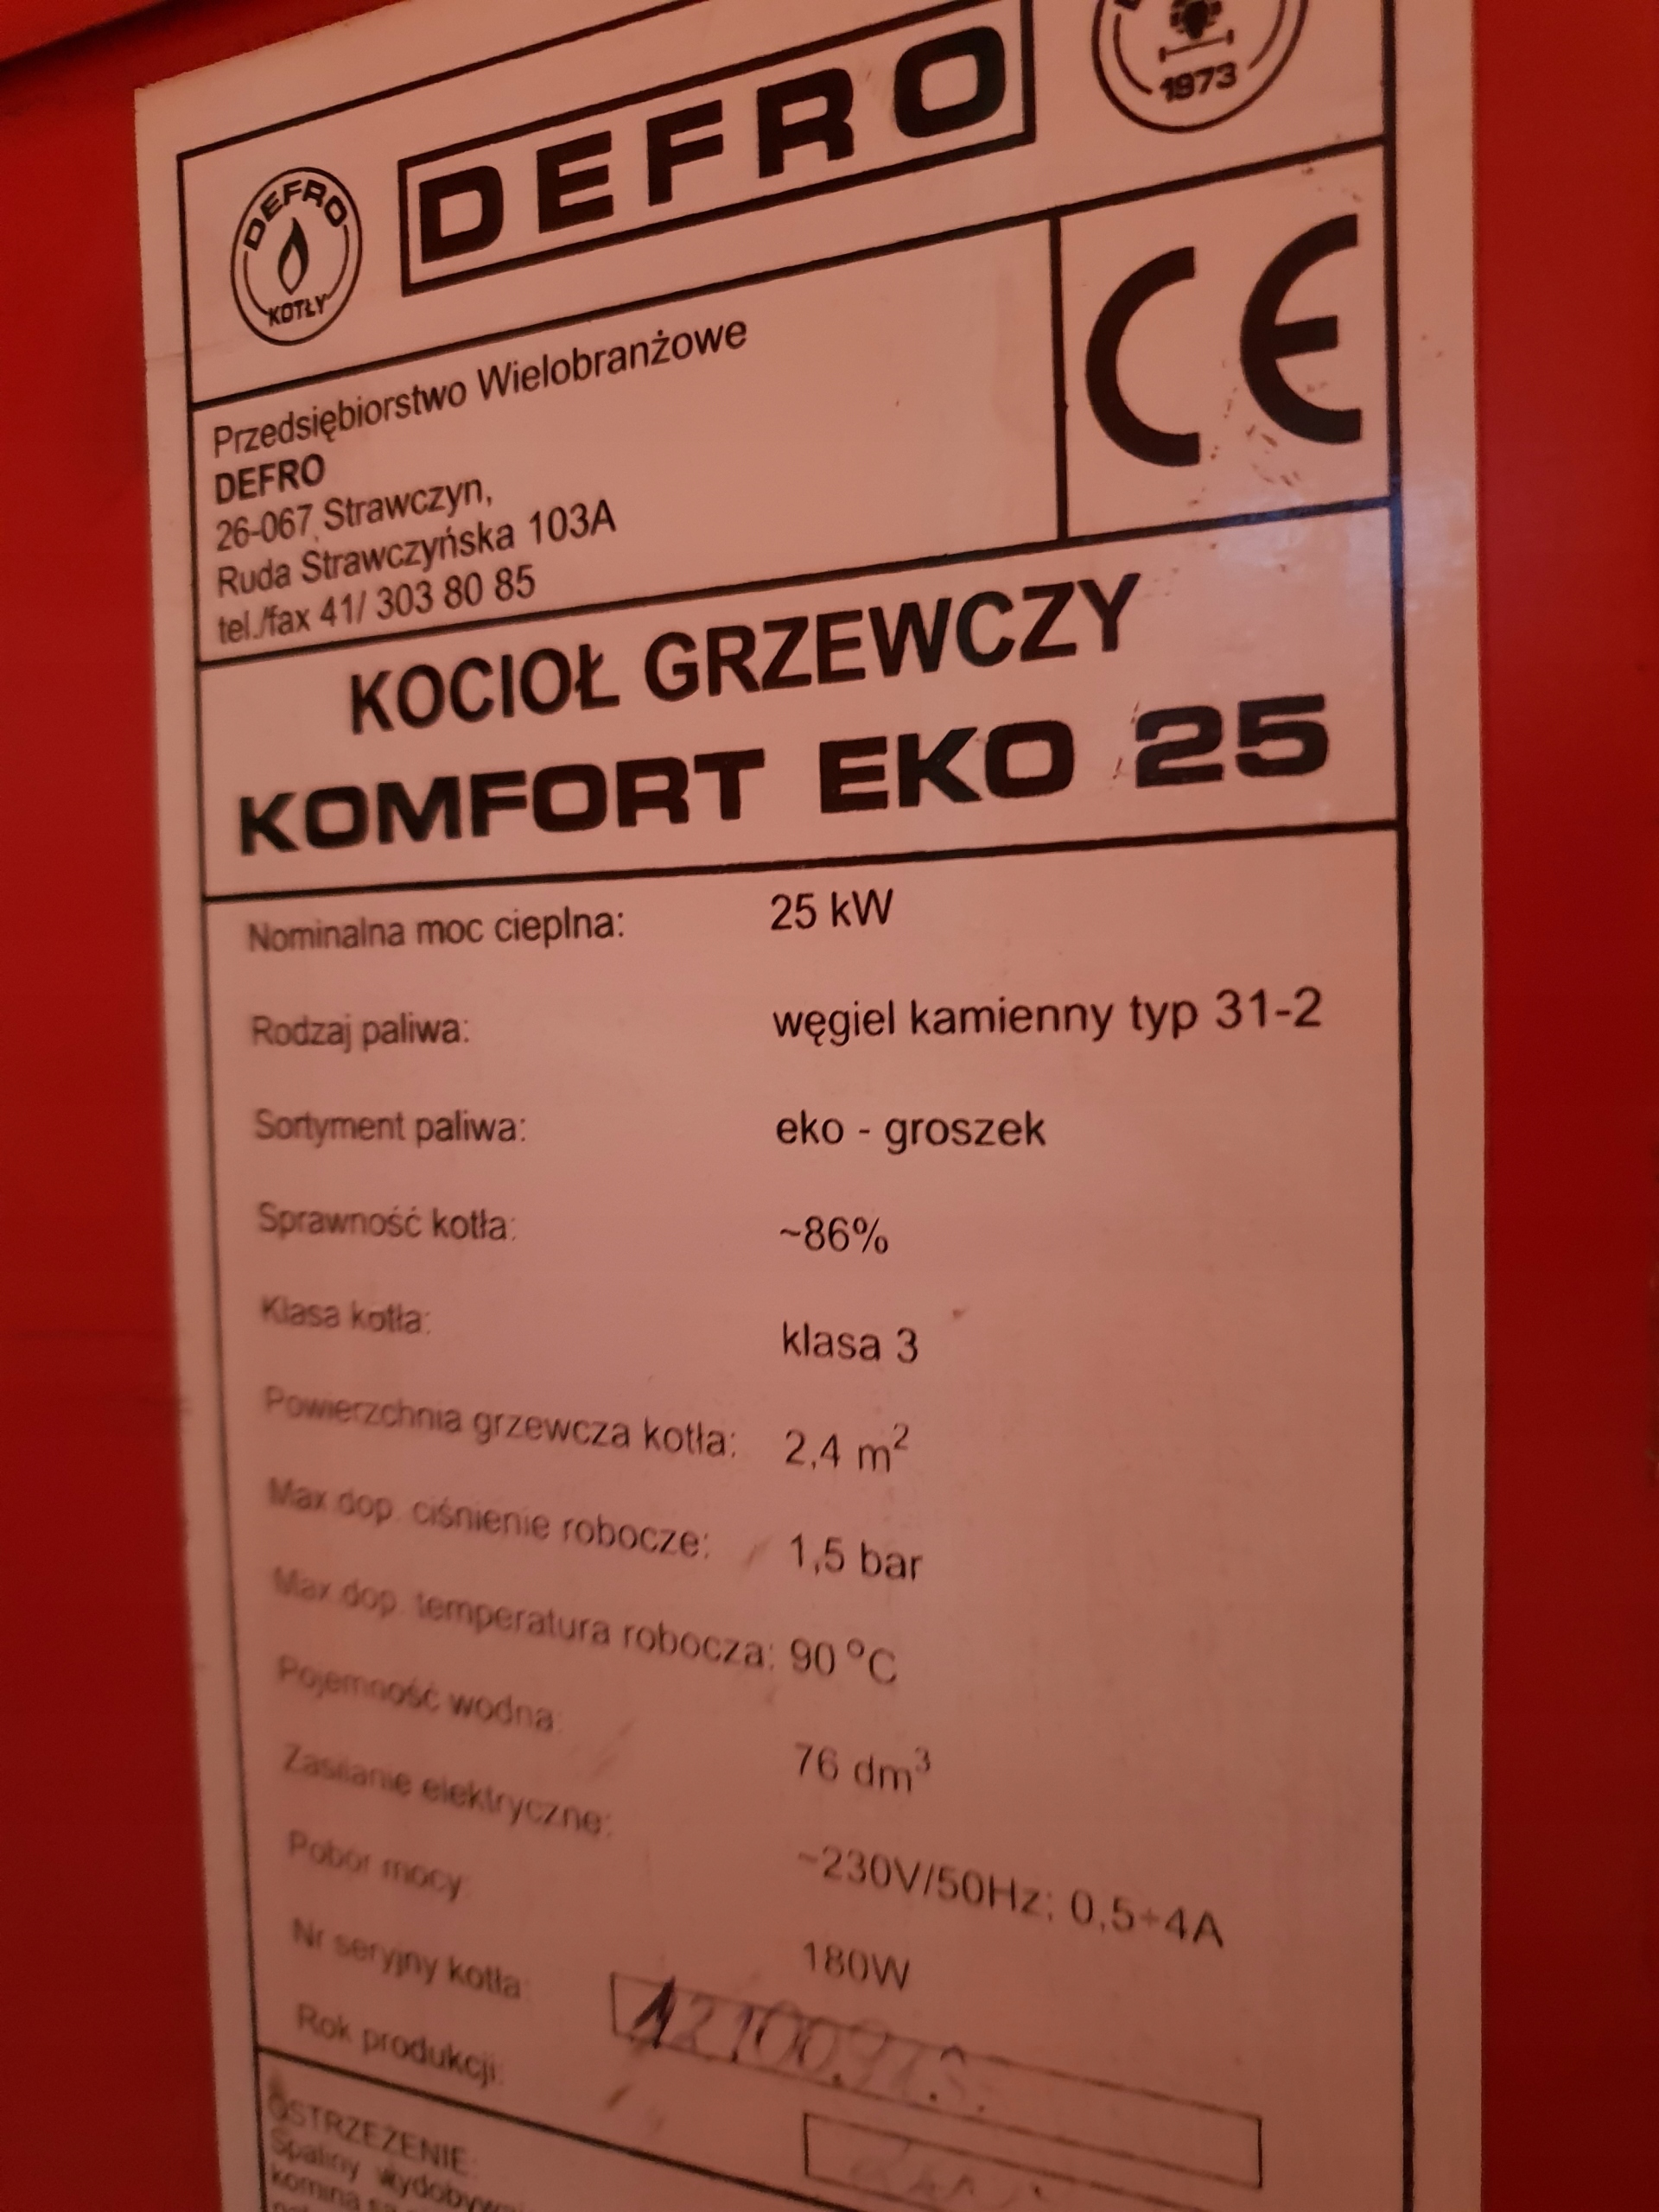 DEFRO
1973
DEFRO
KOTŁY
Przedsiębiorstwo Wielobranżowe
DEFRO
26-067 Strawczyn,
Ruda Strawczyńska 103A
tel./fax 41/ 303 80 85
CE
KOCIOŁ GRZEWCZY
KOMFORT EKO 25
Nominalna moc cieplna: 25 kW
Rodzaj paliwa: węgiel kamienny typ 31-2
Sortyment paliwa: eko - groszek
Sprawność kotła: ~86%
Klasa kotła: klasa 3
Powierzchnia grzewcza kotła: 2,4 m²
Max dop. ciśnienie robocze: 1,5 bar
Max dop. temperatura robocza: 90 °C
Pojemność wodna: 76 dm³
Zasilanie elektryczne: ~230V/50Hz; 0,5÷4A
Pobór mocy 180W
Nr seryjny kotła:
Rok produkcji:
OSTRZEŻENIE:
Spaliny
komina